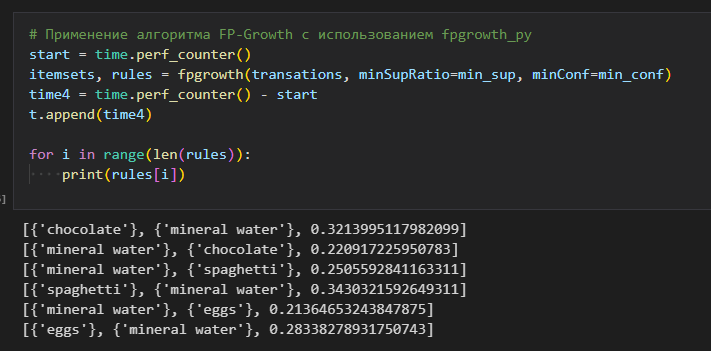 # Применение алгоритма FP-Growth с использованием fpgrowth_py
start = time.perf_counter()
itemsets, rules = fpgrowth(transations, minSupRatio=min_sup, minConf=min_conf)
time4 = time.perf_counter() - start
t.append(time4)
for i in range(len(rules)):
····print(rules[i])
]
[{'chocolate'}, {'mineral water'}, 0.3213995117982099]
[{'mineral water'}, {'chocolate'}, 0.220917225950783]
[{'mineral water'}, {'spaghetti'}, 0.2505592841163311]
[{'spaghetti'}, {'mineral water'}, 0.3430321592649311]
[{'mineral water'}, {'eggs'}, 0.21364653243847875]
[{'eggs'}, {'mineral water'}, 0.28338278931750743]